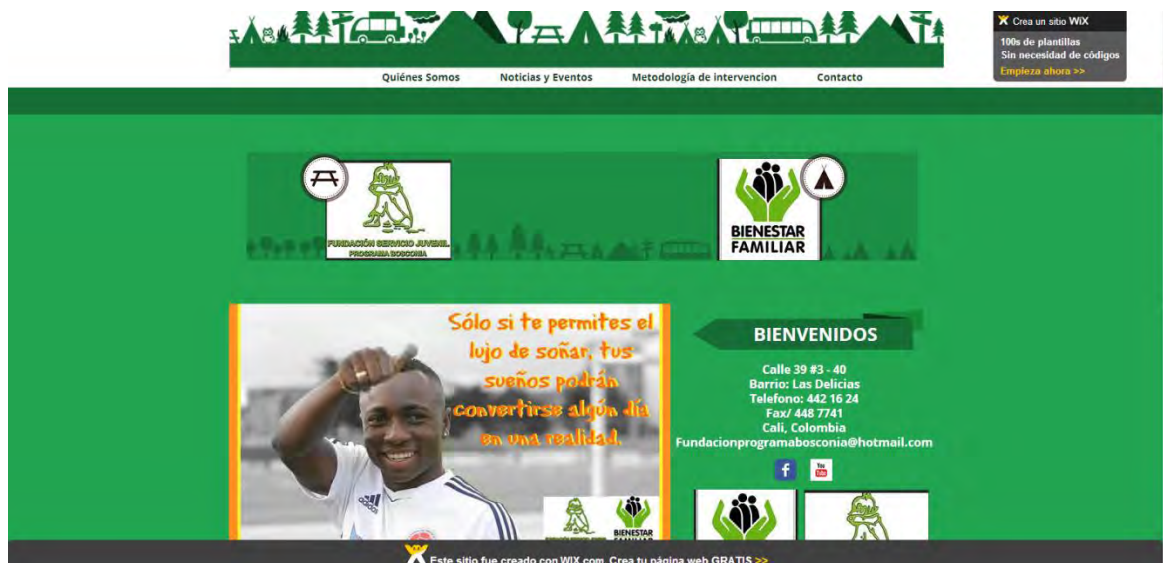 Crea un sitio WiX
100s de plantillas
Sin necesidad de códigos
Empieza ahora >>
Quiénes Somos Noticias y Eventos Metodología de intervencion Contacto
FUNDACIÓN SERVICIO JUVENIL
PROGRAMA BOSCONIA
BIENESTAR
FAMILIAR
Sólo si te permites el
lujo de soñar, tus
sueños podrán
convertirse algún día
en una realidad.
adidas
BIENESTAR
BIENVENIDOS
Calle 39 #3 - 40
Barrio: Las Delicias
Telefono: 442 16 24
Fax/ 448 7741
Cali, Colombia
Fundacionprogramabosconia@hotmail.com
f
You
Tube
Este sitio fue creado con WIX.com. Crea tu página web GRATIS >>